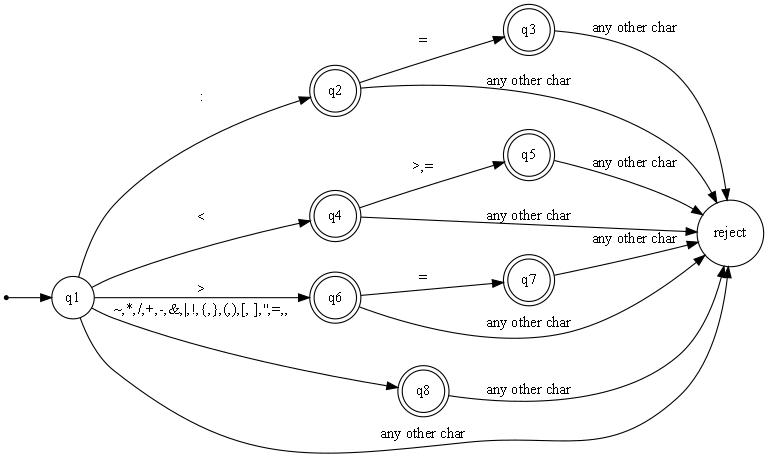 q3
any other char
=
:
q2
any other char
q5
>,=
any other char
<
q4
any other char
reject
any other char
>
=
q7
q1
q6
~,*,/,+,-,&,|,!,(,},(,),[, ],",=,,
any other char
q8
any other char
any other char